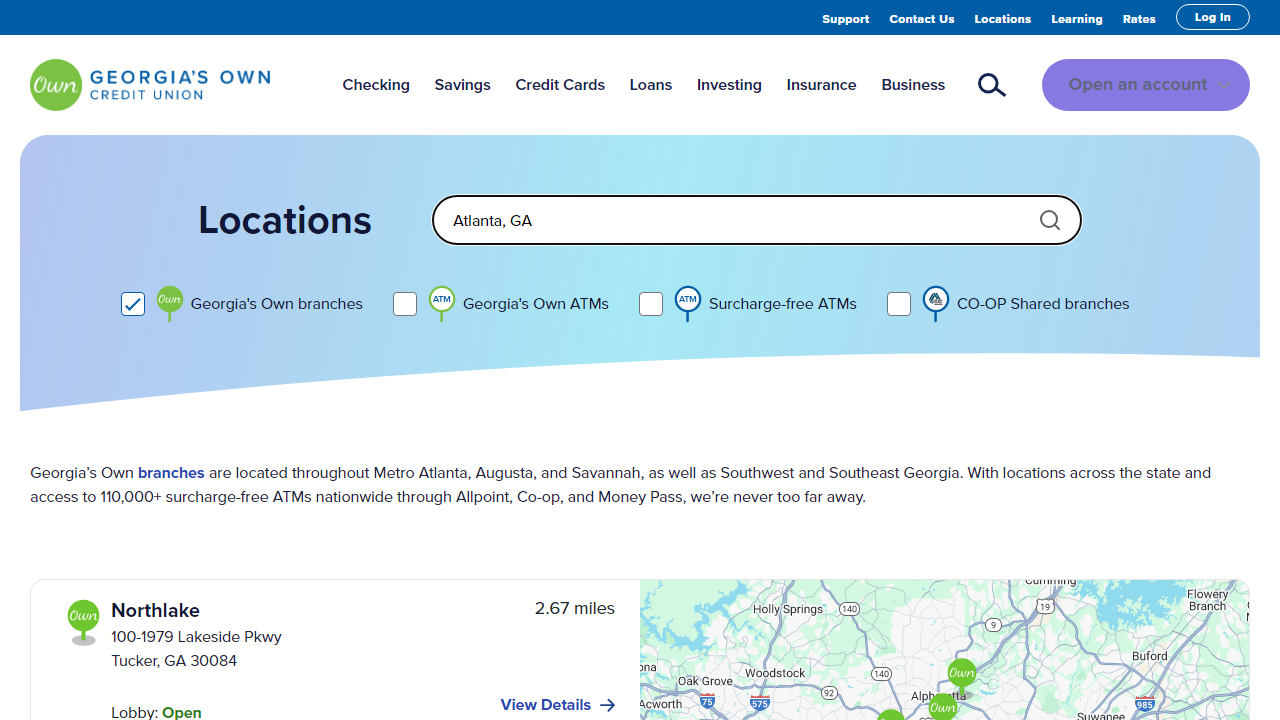 Support Contact Us Locations Learning Rates Log In
Own GEORGIA'S OWN
CREDIT UNION
Checking Savings Credit Cards Loans Investing Insurance Business Open an account
Locations
Atlanta, GA
Own Georgia's Own branches
ATM Georgia's Own ATMs
ATM Surcharge-free ATMs
CO-OP Shared branches
Georgia’s Own branches are located throughout Metro Atlanta, Augusta, and Savannah, as well as Southwest and Southeast Georgia. With locations across the state and
access to 110,000+ surcharge-free ATMs nationwide through Allpoint, Co-op, and Money Pass, we’re never too far away.
Own Northlake 2.67 miles
100-1979 Lakeside Pkwy
Tucker, GA 30084
View Details
Lobby: Open
Cumming
Holly Springs
140
19
Flowery
Branch
9
Buford
Woodstock
Oak Grove
140
Own
92
Acworth
75
575
Own
985
Suwanee